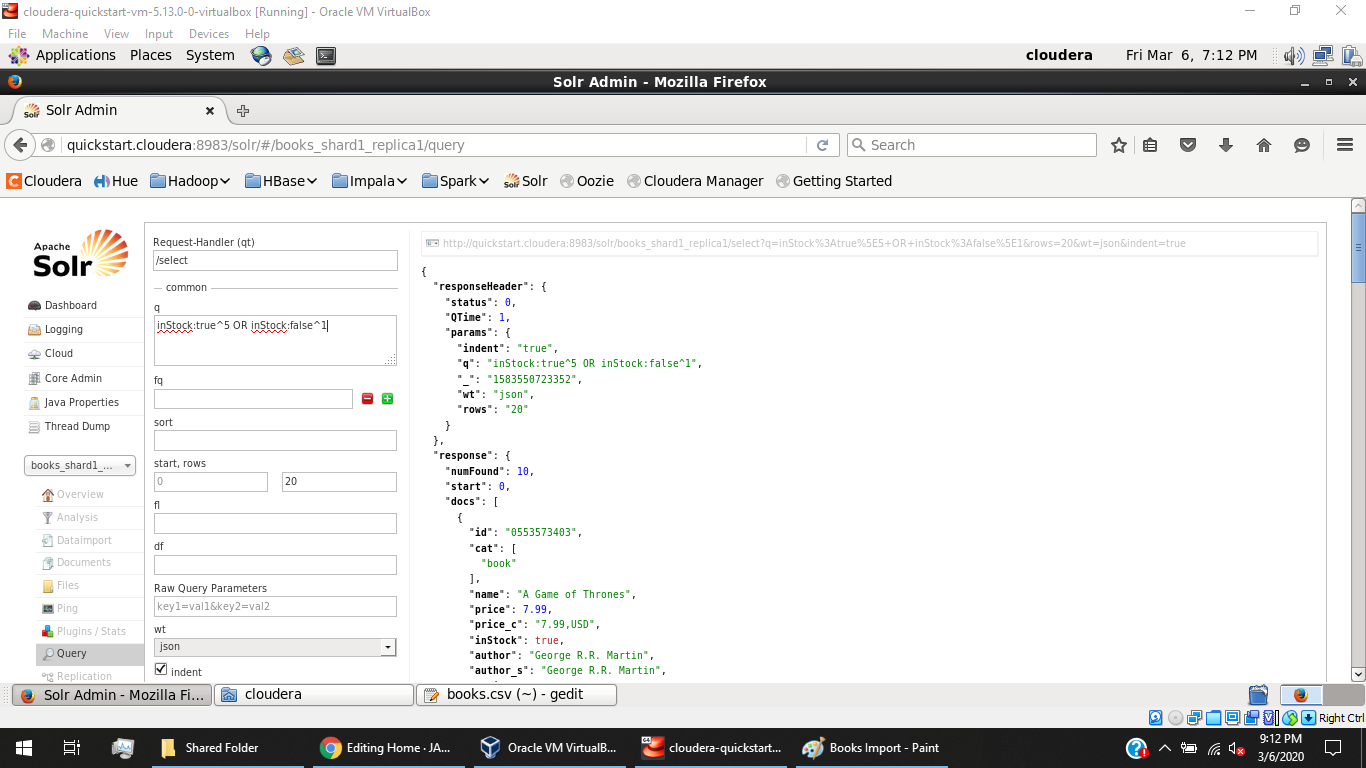 cloudera-quickstart-vm-5.13.0-0-virtualbox [Running] - Oracle VM VirtualBox
File Machine View Input Devices Help
Applications Places System cloudera Fri Mar 6, 7:12 PM
Solr Admin - Mozilla Firefox
Solr Admin
quickstart.cloudera:8983/solr/#/books_shard1_replica1/query
Search
Cloudera Hue Hadoop HBase Impala Spark Solr Oozie Cloudera Manager Getting Started
Apache
Solr
Dashboard
Logging
Cloud
Core Admin
Java Properties
Thread Dump
books_shard1_...
Overview
Analysis
Dataimport
Documents
Files
Ping
Plugins / Stats
Query
Replication
Request-Handler (qt)
/select
common
q
inStock:true^5 OR inStock:false^1
fq
sort
start, rows
0 20
fl
df
Raw Query Parameters
key1=val1&key2=val2
wt
json
indent
http://quickstart.cloudera:8983/solr/books_shard1_replica1/select?q=inStock%3Atrue%5E5+OR+inStock%3Afalse%5E1&rows=20&wt=json&indent=true
{
"responseHeader": {
"status": 0,
"QTime": 1,
"params": {
"indent": "true",
"q": "inStock:true^5 OR inStock:false^1",
"_": "1583550723352",
"wt": "json",
"rows": "20"
}
},
"response": {
"numFound": 10,
"start": 0,
"docs": [
{
"id": "0553573403",
"cat": [
"book"
],
"name": "A Game of Thrones",
"price": 7.99,
"price_c": "7.99,USD",
"inStock": true,
"author": "George R.R. Martin",
"author_s": "George R.R. Martin",
Solr Admin - Mozilla Fi... cloudera books.csv (~) - gedit
Right Ctrl
Shared Folder Editing Home · JA... Oracle VM VirtualB... cloudera-quickstart... Books Import - Paint
9:12 PM
3/6/2020